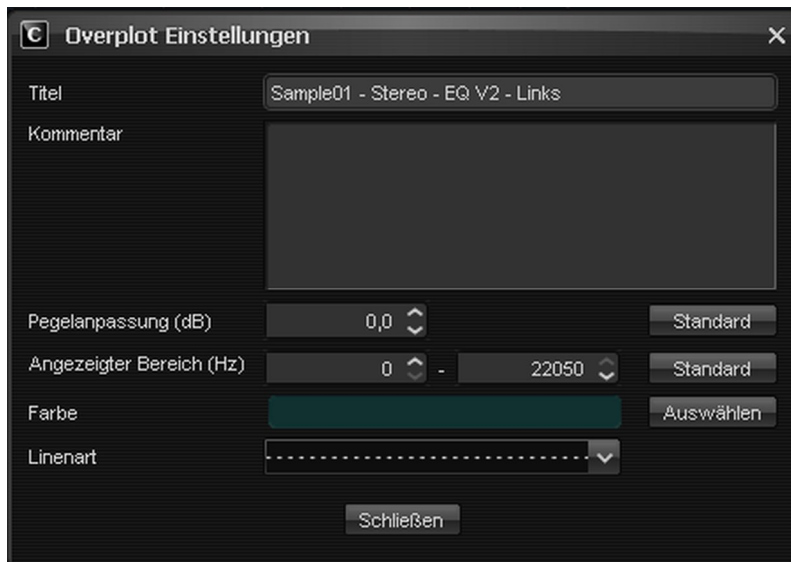 C Overplot Einstellungen
Titel Sample01 - Stereo - EQ V2 - Links
Kommentar
Pegelanpassung (dB) 0,0 Standard
Angezeigter Bereich (Hz) 0 - 22050 Standard
Farbe Auswählen
Linenart
Schließen